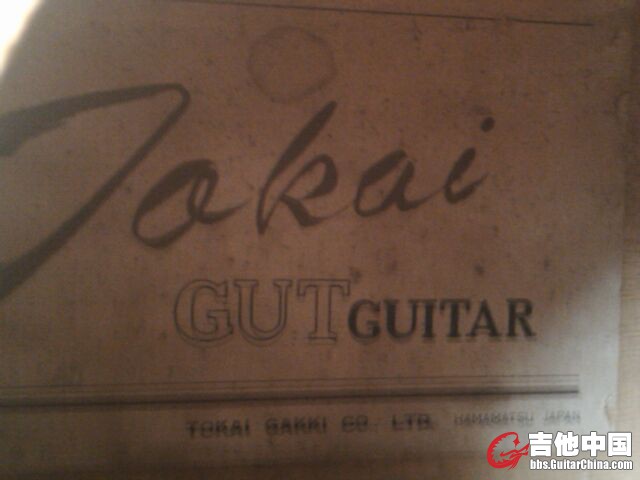 Tokai
GUT GUITAR
TOKAI GAKKI CO. LTD. HAMAMATSU JAPAN
吉他中国
bbs.GuitarChina.com